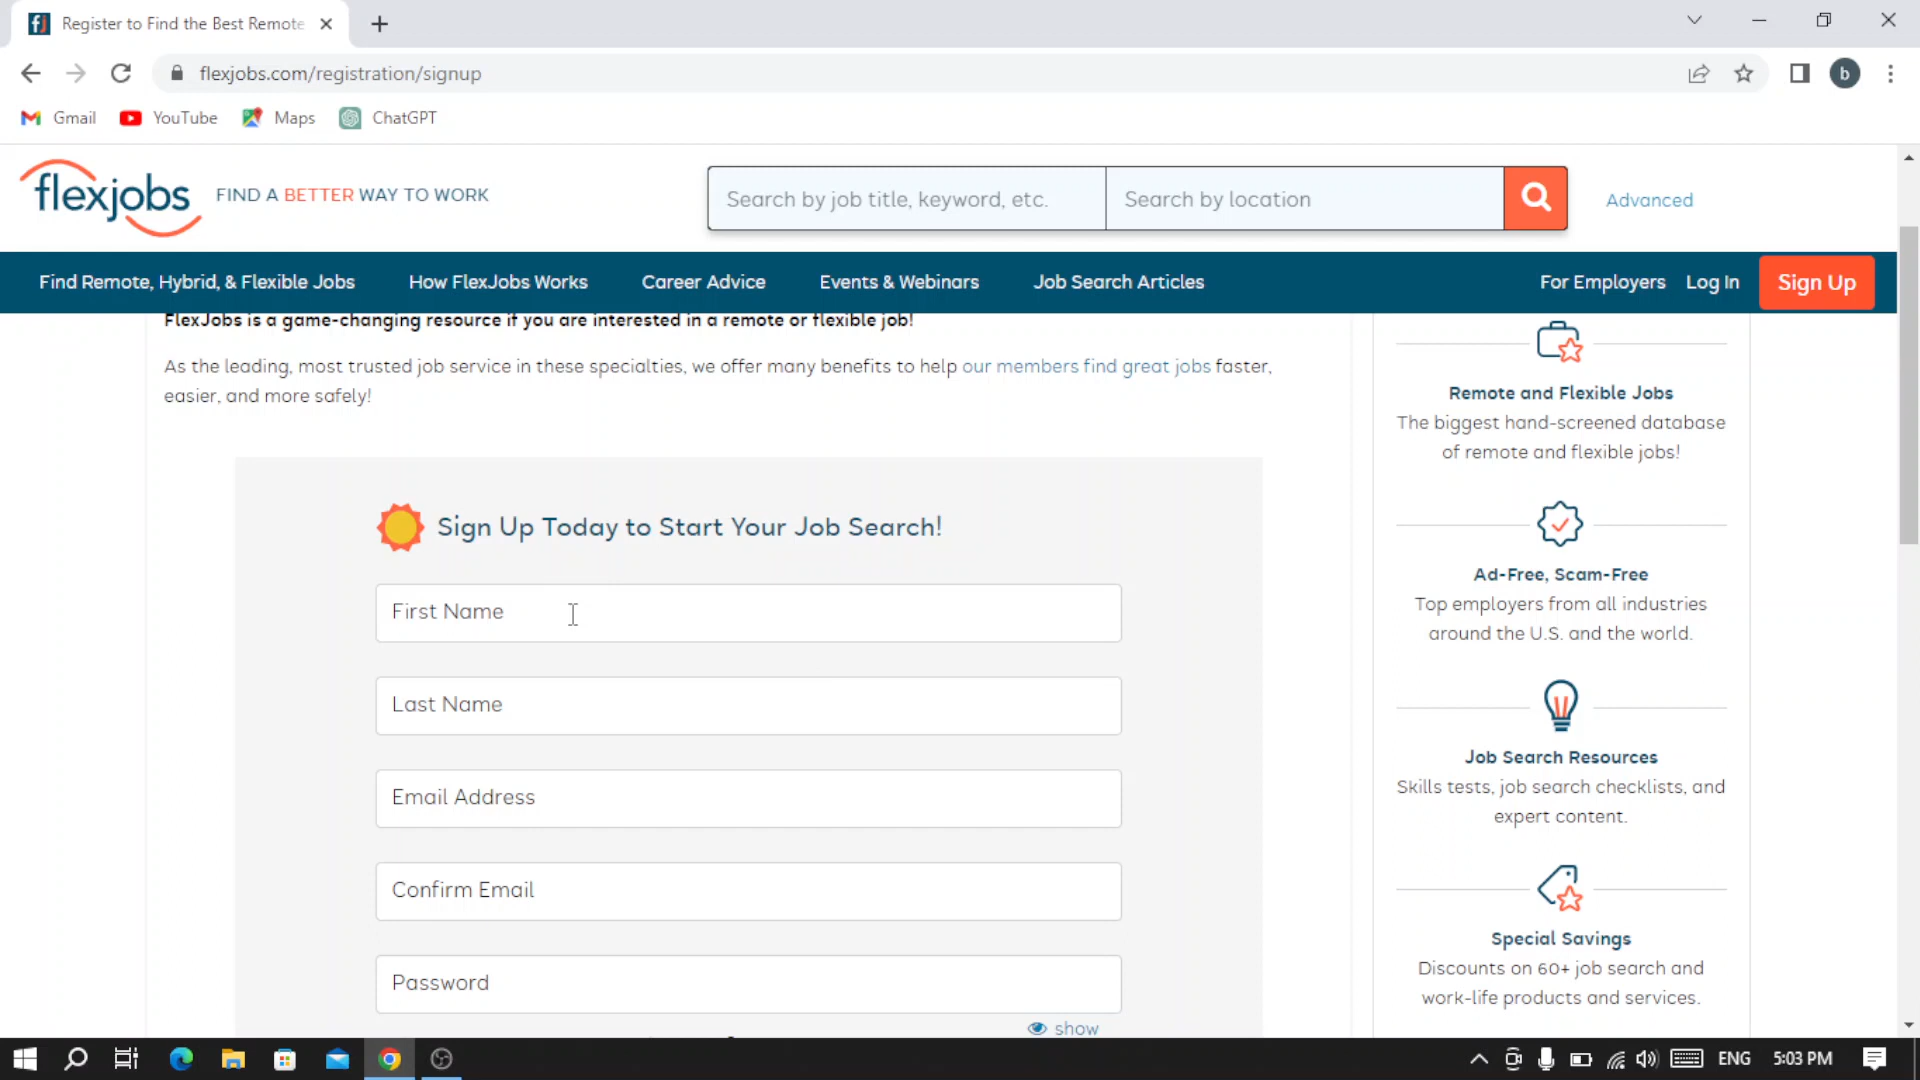 Register to Find the Best Remote
flexjobs.com/registration/signup
b
Gmail YouTube Maps ChatGPT
flexjobs FIND A BETTER WAY TO WORK
Search by job title, keyword, etc. Search by location Advanced
Find Remote, Hybrid, & Flexible Jobs How FlexJobs Works Career Advice Events & Webinars Job Search Articles For Employers Log In Sign Up
FlexJobs is a game-changing resource if you are interested in a remote or flexible job!
As the leading, most trusted job service in these specialties, we offer many benefits to help our members find great jobs faster,
easier, and more safely!
Sign Up Today to Start Your Job Search!
First Name
Last Name
Email Address
Confirm Email
Password
show
Remote and Flexible Jobs
The biggest hand-screened database
of remote and flexible jobs!
Ad-Free, Scam-Free
Top employers from all industries
around the U.S. and the world.
Job Search Resources
Skills tests, job search checklists, and
expert content.
Special Savings
Discounts on 60+ job search and
work-life products and services.
ENG 5:03 PM